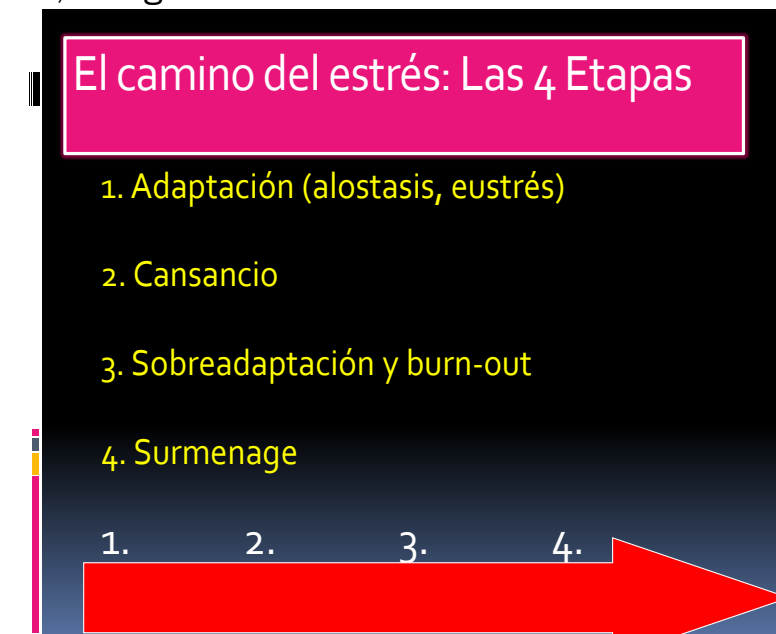 El camino del estrés: Las 4 Etapas
1. Adaptación (alostasis, eustrés)
2. Cansancio
3. Sobreadaptación y burn-out
4. Surmenage
1. 2. 3. 4.